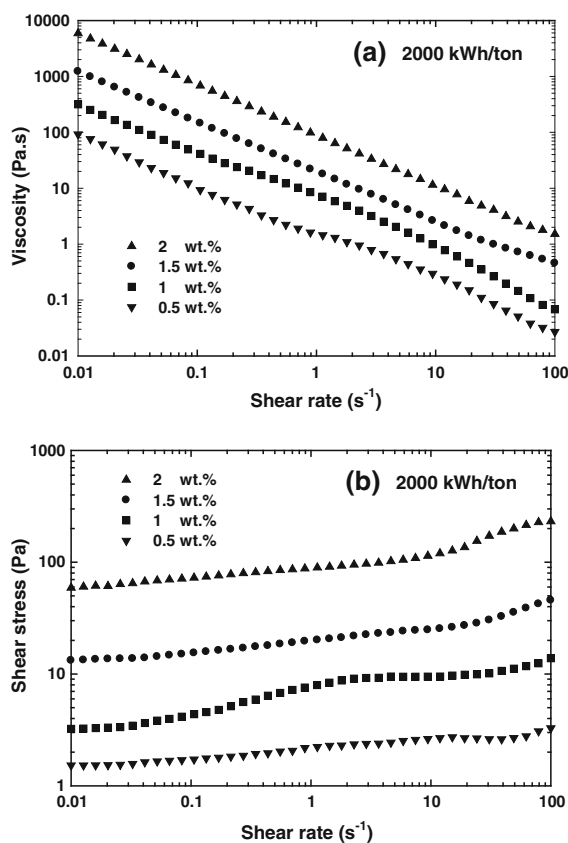 10000
1000
100
10
1
0.1
0.01
Viscosity (Pa.s)
(a) 2000 kWh/ton
▲ 2 wt.%
● 1.5 wt.%
■ 1 wt.%
▼ 0.5 wt.%
0.01 0.1 1 10 100
Shear rate (s⁻¹)
1000
100
10
1
Shear stress (Pa)
▲ 2 wt.%
● 1.5 wt.%
■ 1 wt.%
▼ 0.5 wt.%
(b) 2000 kWh/ton
0.01 0.1 1 10 100
Shear rate (s⁻¹)